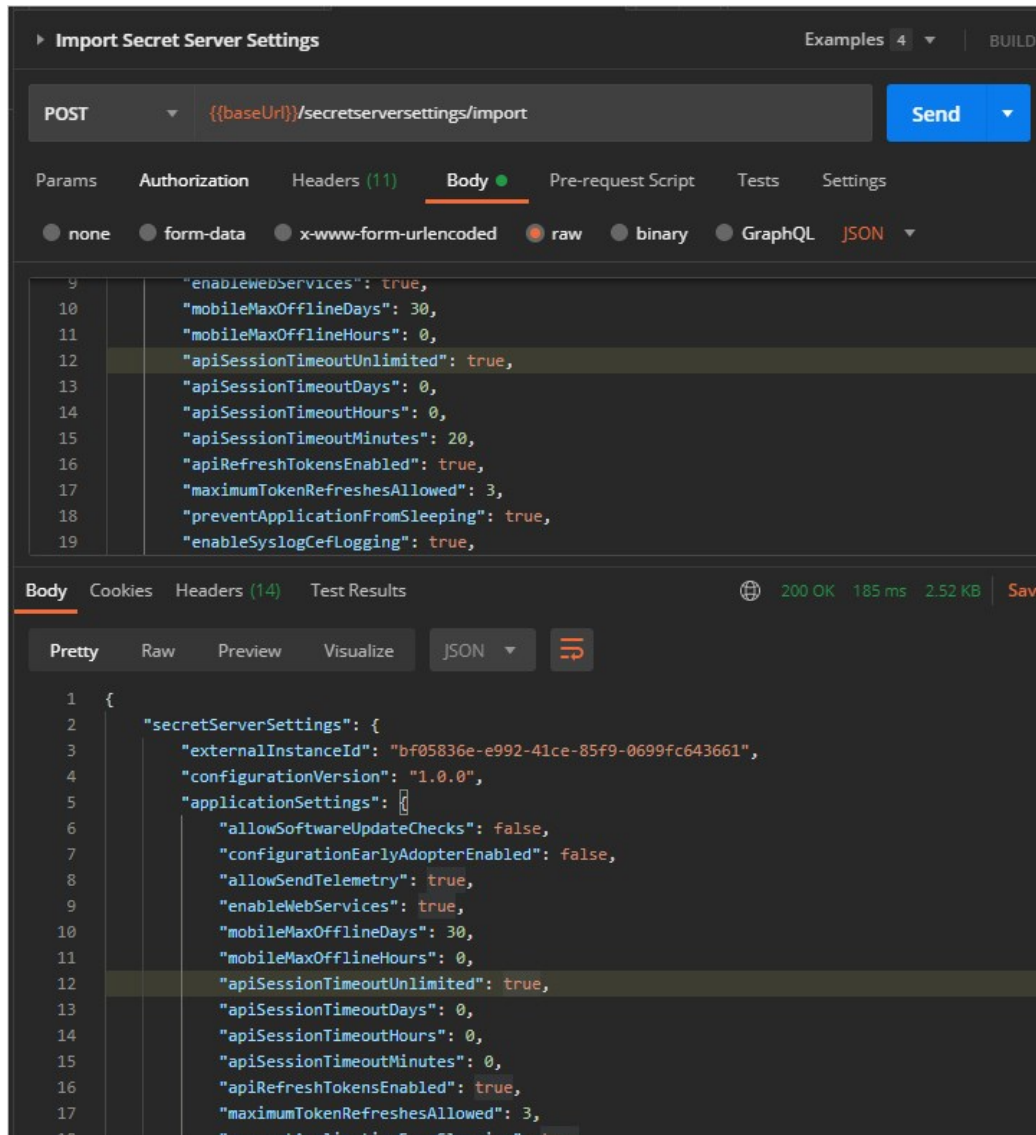 Import Secret Server Settings Examples 4 BUILD
POST {{baseUrl}}/secretserversettings/import Send
Params Authorization Headers (11) Body Pre-request Script Tests Settings
none form-data x-www-form-urlencoded raw binary GraphQL JSON
9 "enableWebServices": true,
10 "mobileMaxOfflineDays": 30,
11 "mobileMaxOfflineHours": 0,
12 "apiSessionTimeoutUnlimited": true,
13 "apiSessionTimeoutDays": 0,
14 "apiSessionTimeoutHours": 0,
15 "apiSessionTimeoutMinutes": 20,
16 "apiRefreshTokensEnabled": true,
17 "maximumTokenRefreshesAllowed": 3,
18 "preventApplicationFromSleeping": true,
19 "enableSyslogCefLogging": true,
Body Cookies Headers (14) Test Results 200 OK 185 ms 2.52 KB Sav
Pretty Raw Preview Visualize JSON
1 {
2 "secretServerSettings": {
3 "externalInstanceId": "bf05836e-e992-41ce-85f9-0699fc643661",
4 "configurationVersion": "1.0.0",
5 "applicationSettings": {
6 "allowSoftwareUpdateChecks": false,
7 "configurationEarlyAdopterEnabled": false,
8 "allowSendTelemetry": true,
9 "enableWebServices": true,
10 "mobileMaxOfflineDays": 30,
11 "mobileMaxOfflineHours": 0,
12 "apiSessionTimeoutUnlimited": true,
13 "apiSessionTimeoutDays": 0,
14 "apiSessionTimeoutHours": 0,
15 "apiSessionTimeoutMinutes": 0,
16 "apiRefreshTokensEnabled": true,
17 "maximumTokenRefreshesAllowed": 3,